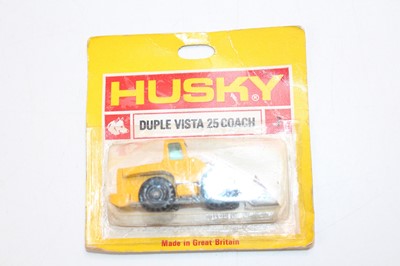 HUSKY®
DUPLE VISTA 25 COACH
Made in Great Britain